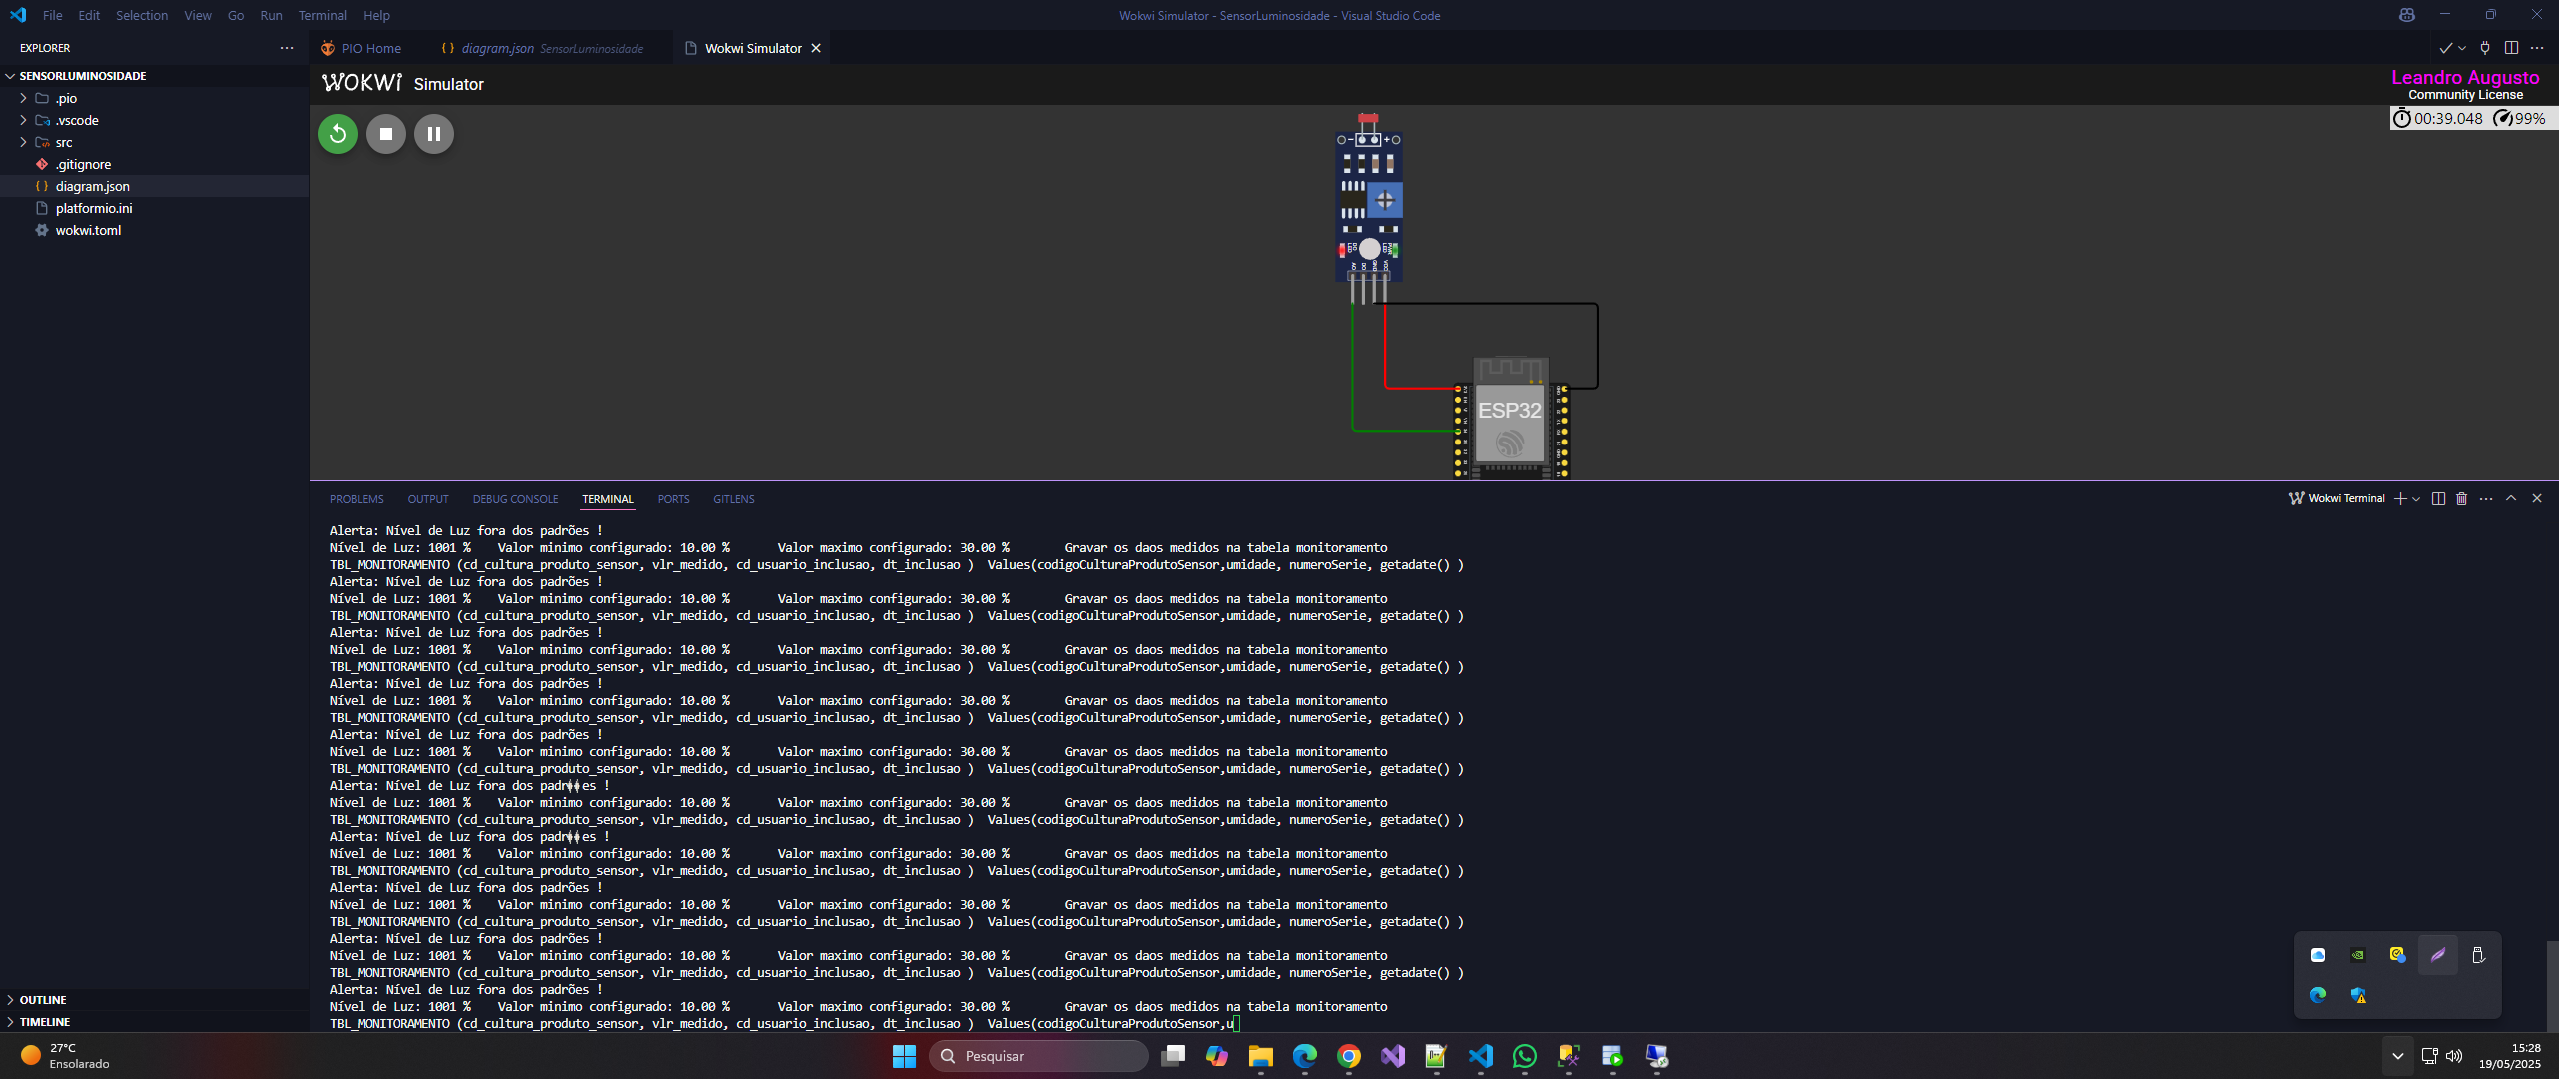 File Edit Selection View Go Run Terminal Help
Wokwi Simulator - SensorLuminosidade - Visual Studio Code
EXPLORER
PIO Home
diagram.json SensorLuminosidade
Wokwi Simulator
SENSORLUMINOSIDADE
.pio
.vscode
src
.gitignore
diagram.json
platformio.ini
wokwi.toml
OUTLINE
TIMELINE
WOKWi Simulator
Leandro Augusto
Community License
00:39.048 99%
ESP32
PROBLEMS OUTPUT DEBUG CONSOLE TERMINAL PORTS GITLENS
Wokwi Terminal
Alerta: Nível de Luz fora dos padrões !
Nível de Luz: 1001 % Valor minimo configurado: 10.00 % Valor maximo configurado: 30.00 % Gravar os daos medidos na tabela monitoramento
TBL_MONITORAMENTO (cd_cultura_produto_sensor, vlr_medido, cd_usuario_inclusao, dt_inclusao ) Values(codigoCulturaProdutoSensor,umidade, numeroSerie, getadate() )
Alerta: Nível de Luz fora dos padrões !
Nível de Luz: 1001 % Valor minimo configurado: 10.00 % Valor maximo configurado: 30.00 % Gravar os daos medidos na tabela monitoramento
TBL_MONITORAMENTO (cd_cultura_produto_sensor, vlr_medido, cd_usuario_inclusao, dt_inclusao ) Values(codigoCulturaProdutoSensor,umidade, numeroSerie, getadate() )
Alerta: Nível de Luz fora dos padrões !
Nível de Luz: 1001 % Valor minimo configurado: 10.00 % Valor maximo configurado: 30.00 % Gravar os daos medidos na tabela monitoramento
TBL_MONITORAMENTO (cd_cultura_produto_sensor, vlr_medido, cd_usuario_inclusao, dt_inclusao ) Values(codigoCulturaProdutoSensor,umidade, numeroSerie, getadate() )
Alerta: Nível de Luz fora dos padrões !
Nível de Luz: 1001 % Valor minimo configurado: 10.00 % Valor maximo configurado: 30.00 % Gravar os daos medidos na tabela monitoramento
TBL_MONITORAMENTO (cd_cultura_produto_sensor, vlr_medido, cd_usuario_inclusao, dt_inclusao ) Values(codigoCulturaProdutoSensor,umidade, numeroSerie, getadate() )
Alerta: Nível de Luz fora dos padrões !
Nível de Luz: 1001 % Valor minimo configurado: 10.00 % Valor maximo configurado: 30.00 % Gravar os daos medidos na tabela monitoramento
TBL_MONITORAMENTO (cd_cultura_produto_sensor, vlr_medido, cd_usuario_inclusao, dt_inclusao ) Values(codigoCulturaProdutoSensor,umidade, numeroSerie, getadate() )
Alerta: Nível de Luz fora dos padr��es !
Nível de Luz: 1001 % Valor minimo configurado: 10.00 % Valor maximo configurado: 30.00 % Gravar os daos medidos na tabela monitoramento
TBL_MONITORAMENTO (cd_cultura_produto_sensor, vlr_medido, cd_usuario_inclusao, dt_inclusao ) Values(codigoCulturaProdutoSensor,umidade, numeroSerie, getadate() )
Alerta: Nível de Luz fora dos padr��es !
Nível de Luz: 1001 % Valor minimo configurado: 10.00 % Valor maximo configurado: 30.00 % Gravar os daos medidos na tabela monitoramento
TBL_MONITORAMENTO (cd_cultura_produto_sensor, vlr_medido, cd_usuario_inclusao, dt_inclusao ) Values(codigoCulturaProdutoSensor,umidade, numeroSerie, getadate() )
Alerta: Nível de Luz fora dos padrões !
Nível de Luz: 1001 % Valor minimo configurado: 10.00 % Valor maximo configurado: 30.00 % Gravar os daos medidos na tabela monitoramento
TBL_MONITORAMENTO (cd_cultura_produto_sensor, vlr_medido, cd_usuario_inclusao, dt_inclusao ) Values(codigoCulturaProdutoSensor,umidade, numeroSerie, getadate() )
Alerta: Nível de Luz fora dos padrões !
Nível de Luz: 1001 % Valor minimo configurado: 10.00 % Valor maximo configurado: 30.00 % Gravar os daos medidos na tabela monitoramento
TBL_MONITORAMENTO (cd_cultura_produto_sensor, vlr_medido, cd_usuario_inclusao, dt_inclusao ) Values(codigoCulturaProdutoSensor,umidade, numeroSerie, getadate() )
Alerta: Nível de Luz fora dos padrões !
Nível de Luz: 1001 % Valor minimo configurado: 10.00 % Valor maximo configurado: 30.00 % Gravar os daos medidos na tabela monitoramento
TBL_MONITORAMENTO (cd_cultura_produto_sensor, vlr_medido, cd_usuario_inclusao, dt_inclusao ) Values(codigoCulturaProdutoSensor,u
27°C
Ensolarado
Pesquisar
15:28
19/05/2025